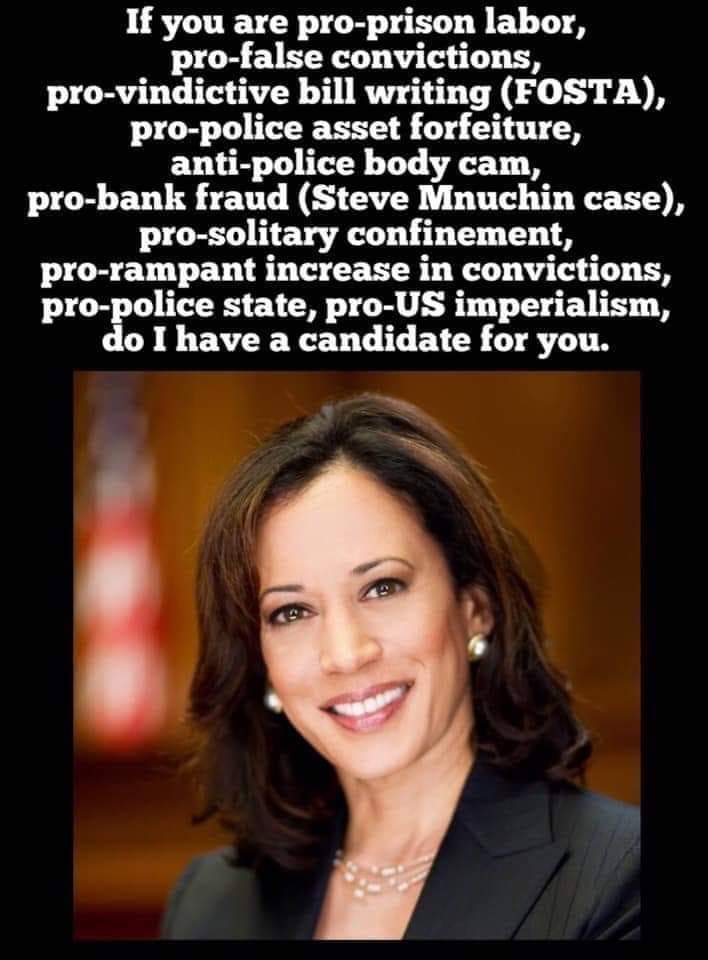 If you are pro-prison labor,
pro-false convictions,
pro-vindictive bill writing (FOSTA),
pro-police asset forfeiture,
anti-police body cam,
pro-bank fraud (Steve Mnuchin case),
pro-solitary confinement,
pro-rampant increase in convictions,
pro-police state, pro-US imperialism,
do I have a candidate for you.